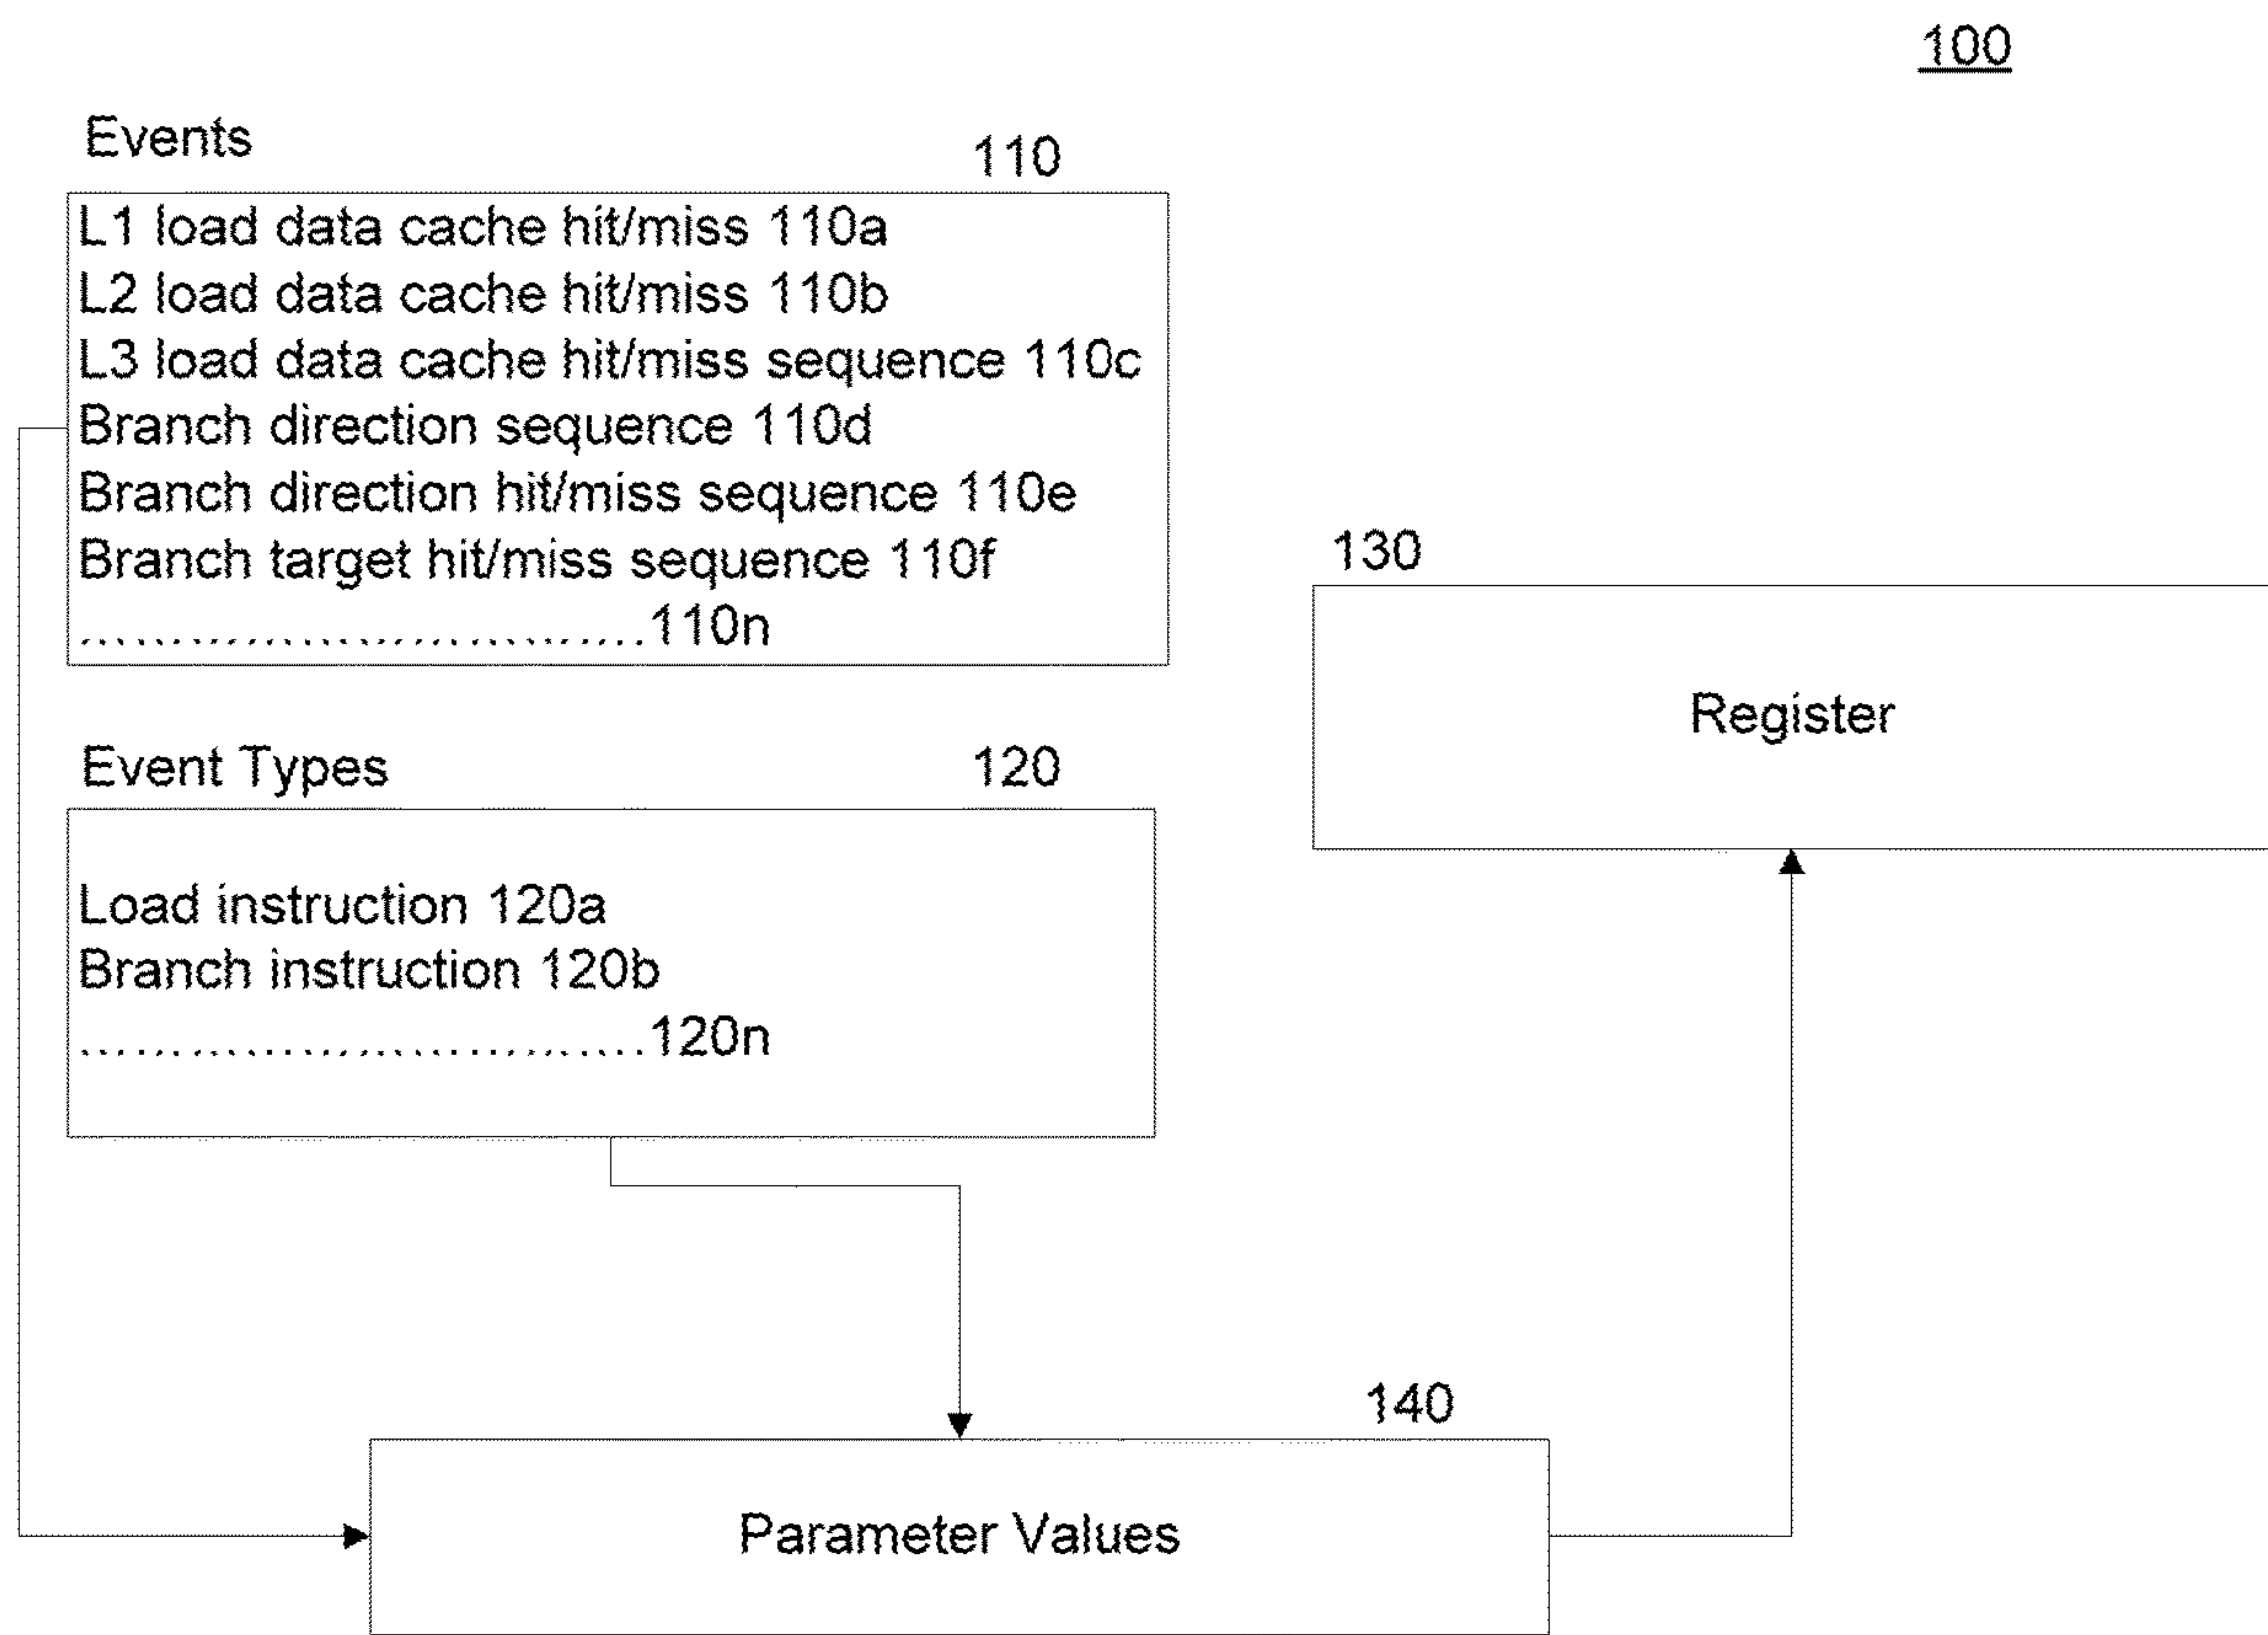 100
Events
110
L1 load data cache hit/miss 110a
L2 load data cache hit/miss 110b
L3 load data cache hit/miss sequence 110c
Branch direction sequence 110d
Branch direction hit/miss sequence 110e
Branch target hit/miss sequence 110f
..............................110n
130
Register
Event Types
120
Load instruction 120a
Branch instruction 120b
..............................120n
140
Parameter Values